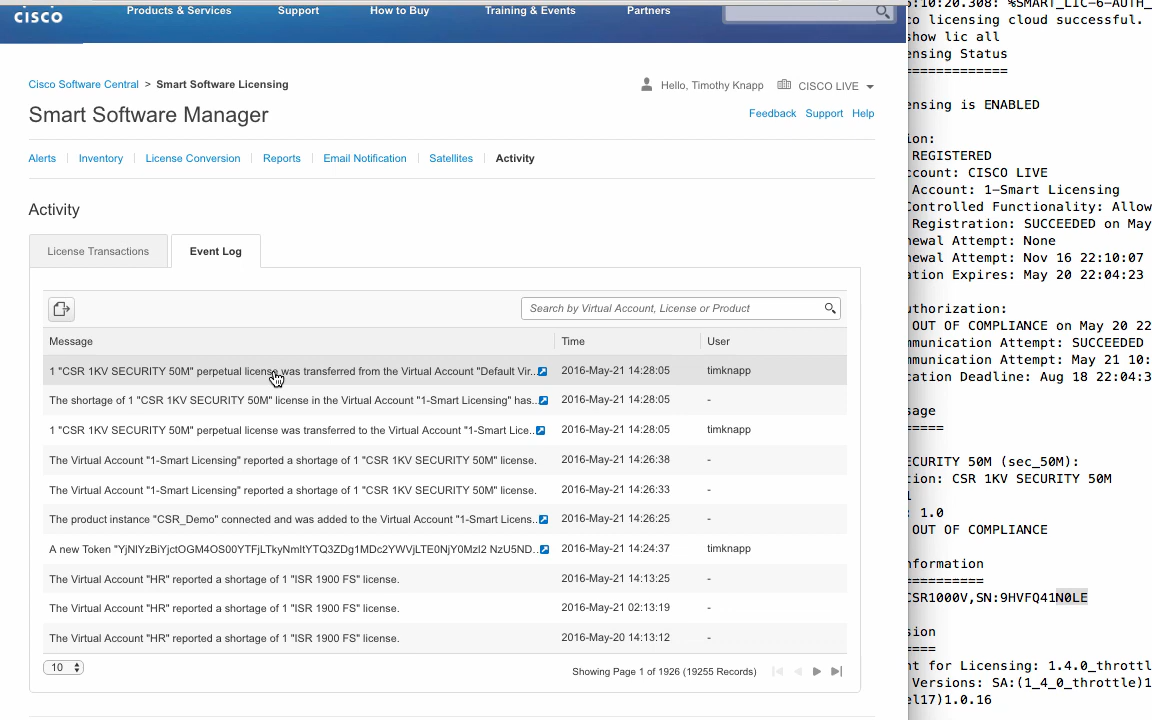 cisco
Products & Services
Support
How to Buy
Training & Events
Partners
Cisco Software Central > Smart Software Licensing
Hello, Timothy Knapp
CISCO LIVE
Smart Software Manager
Feedback
Support
Help
Alerts
Inventory
License Conversion
Reports
Email Notification
Satellites
Activity
Activity
License Transactions
Event Log
Search by Virtual Account, License or Product
Message Time User
1 "CSR 1KV SECURITY 50M" perpetual license was transferred from the Virtual Account "Default Vir... 2016-May-21 14:28:05 timknapp
The shortage of 1 "CSR 1KV SECURITY 50M" license in the Virtual Account "1-Smart Licensing" has... 2016-May-21 14:28:05 -
1 "CSR 1KV SECURITY 50M" perpetual license was transferred to the Virtual Account "1-Smart Lice... 2016-May-21 14:28:05 timknapp
The Virtual Account "1-Smart Licensing" reported a shortage of 1 "CSR 1KV SECURITY 50M" license. 2016-May-21 14:26:38 -
The Virtual Account "1-Smart Licensing" reported a shortage of 1 "CSR 1KV SECURITY 50M" license. 2016-May-21 14:26:33 -
The product instance "CSR_Demo" connected and was added to the Virtual Account "1-Smart Licens... 2016-May-21 14:26:25 -
A new Token 2016-May-21 14:24:37 timknapp
The Virtual Account "HR" reported a shortage of 1 "ISR 1900 FS" license. 2016-May-21 14:13:25 -
The Virtual Account "HR" reported a shortage of 1 "ISR 1900 FS" license. 2016-May-21 02:13:19 -
The Virtual Account "HR" reported a shortage of 1 "ISR 1900 FS" license. 2016-May-20 14:13:12 -
10
Showing Page 1 of 1926 (19255 Records)
:10:20.308: %SMART_LIC-6-AUTH_
co licensing cloud successful.
show lic all
ensing Status
=============
ensing is ENABLED
ion:
REGISTERED
ccount: CISCO LIVE
Account: 1-Smart Licensing
Controlled Functionality: Allow
Registration: SUCCEEDED on May
newal Attempt: None
newal Attempt: Nov 16 22:10:07
ation Expires: May 20 22:04:23
uthorization:
OUT OF COMPLIANCE on May 20 22
mmunication Attempt: SUCCEEDED
mmunication Attempt: May 21 10:
cation Deadline: Aug 18 22:04:3
sage
=====
ECURITY 50M (sec_50M):
tion: CSR 1KV SECURITY 50M
: 1.0
OUT OF COMPLIANCE
nformation
==========
CSR1000V,SN:9HVFQ41N0LE
sion
====
nt for Licensing: 1.4.0_throttl
Versions: SA:(1_4_0_throttle)1
el17)1.0.16